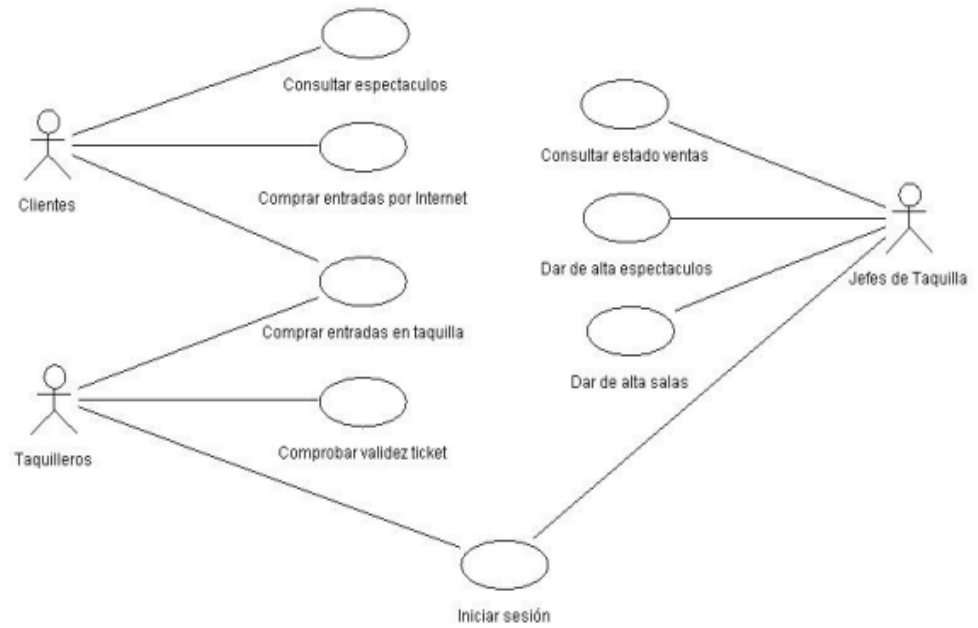 Consultar espectaculos
Consultar estado ventas
Clientes
Comprar entradas por Internet
Dar de alta espectaculos
Jefes de Taquilla
Comprar entradas en taquilla
Dar de alta salas
Taquilleros
Comprobar validez ticket
Iniciar sesión